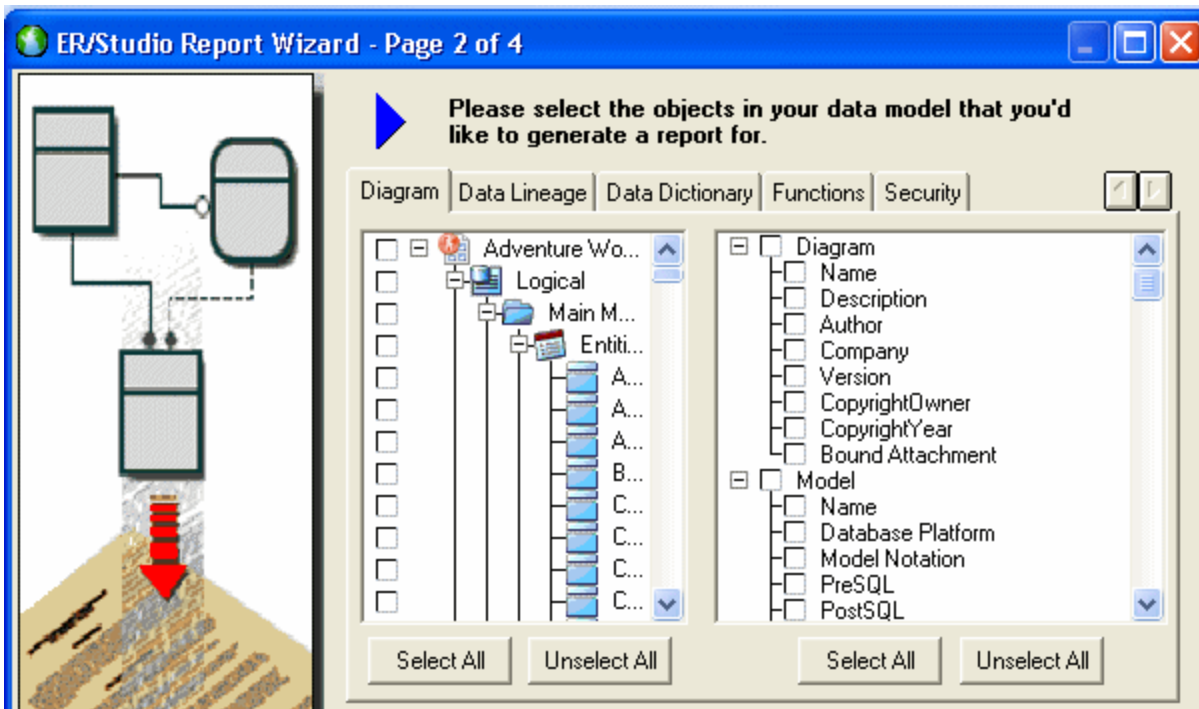 ER/Studio Report Wizard - Page 2 of 4
Please select the objects in your data model that you'd
like to generate a report for.
Diagram
Data Lineage
Data Dictionary
Functions
Security
Adventure Wo...
Logical
Main M...
Entiti...
A...
A...
A...
B...
C...
C...
C...
C...
Select All
Unselect All
Diagram
Name
Description
Author
Company
Version
CopyrightOwner
CopyrightYear
Bound Attachment
Model
Name
Database Platform
Model Notation
PreSQL
PostSQL
Select All
Unselect All